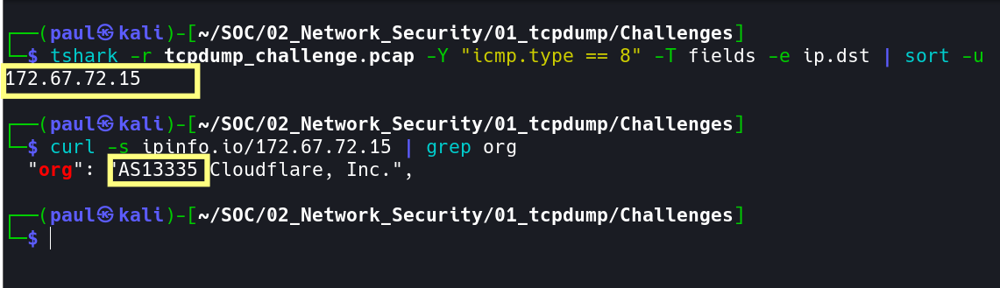 ┌──(paul㉿kali)-[~/SOC/02_Network_Security/01_tcpdump/Challenges]
└─$ tshark -r tcpdump_challenge.pcap -Y "icmp.type == 8" -T fields -e ip.dst | sort -u
172.67.72.15
┌──(paul㉿kali)-[~/SOC/02_Network_Security/01_tcpdump/Challenges]
└─$ curl -s ipinfo.io/172.67.72.15 | grep org
"org": "AS13335 Cloudflare, Inc.",
┌──(paul㉿kali)-[~/SOC/02_Network_Security/01_tcpdump/Challenges]
└─$